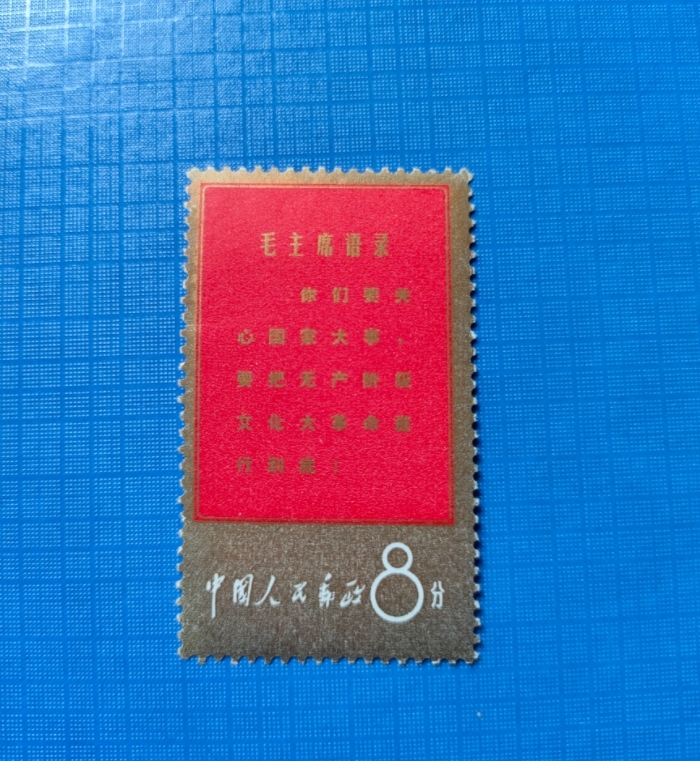 毛主席语录
你们要关
心国家大事，
要把无产阶级
文化大革命进
行到底！
中国人民邮政8分